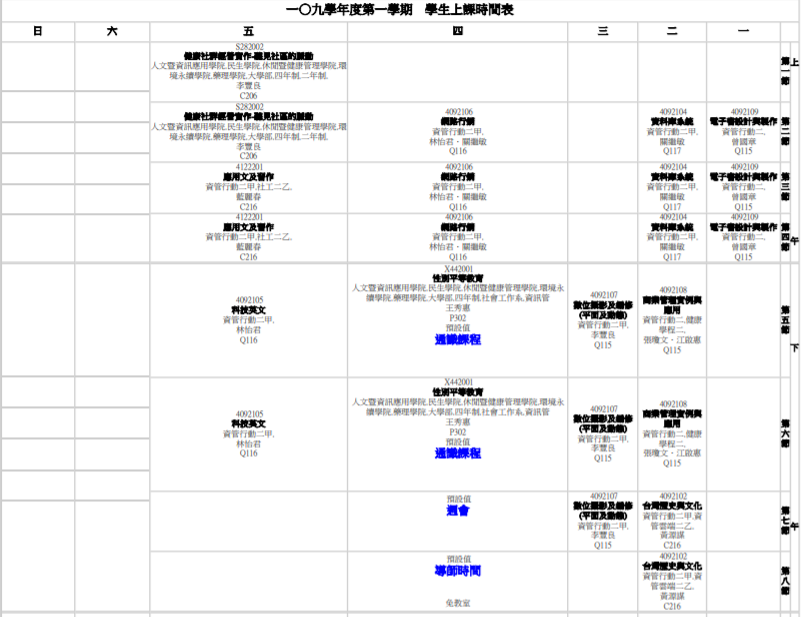 一〇九學年度第一學期 學生上課時間表
日 六 五 四 三 二 一
上
第一節
S282002
健康社群經營實作-聽見社區的脈動
人文暨資訊應用學院,民生學院,休閒暨健康管理學院,環
境永續學院,藥理學院,大學部,四年制,二年制.
李豐良
C206
第二節
S282002
健康社群經營實作-聽見社區的脈動
人文暨資訊應用學院,民生學院,休閒暨健康管理學院,環
境永續學院,藥理學院,大學部,四年制,二年制.
李豐良
C206
4092106
網路行銷
資管行動二甲.
林怡君、關繼敏
Q116
4092104
資料庫系統
資管行動二甲.
關繼敏
Q117
4092109
電子書設計與製作
資管行動二.
曾國章
Q115
第三節
4122201
應用文及習作
資管行動二甲,社工二乙.
藍麗春
C216
4092106
網路行銷
資管行動二甲.
林怡君、關繼敏
Q116
4092104
資料庫系統
資管行動二甲.
關繼敏
Q117
4092109
電子書設計與製作
資管行動二.
曾國章
Q115
第四節
午
4122201
應用文及習作
資管行動二甲,社工二乙.
藍麗春
C216
4092106
網路行銷
資管行動二甲.
林怡君、關繼敏
Q116
4092104
資料庫系統
資管行動二甲.
關繼敏
Q117
4092109
電子書設計與製作
資管行動二.
曾國章
Q115
第五節
下
4092105
科技英文
資管行動二甲.
林怡君
Q116
X442001
性別平等教育
人文暨資訊應用學院,民生學院,休閒暨健康管理學院,環境永
續學院,藥理學院,大學部,四年制,社會工作系,資訊管
王秀惠
P302
預設值
通識課程
4092107
數位攝影及編修
(平面及動態)
資管行動二甲.
李豐良
Q115
4092108
商業管理實例與
應用
資管行動二,健康
學程二.
張瓊文、江啟惠
Q115
第六節
4092105
科技英文
資管行動二甲.
林怡君
Q116
X442001
性別平等教育
人文暨資訊應用學院,民生學院,休閒暨健康管理學院,環境永
續學院,藥理學院,大學部,四年制,社會工作系,資訊管
王秀惠
P302
預設值
通識課程
4092107
數位攝影及編修
(平面及動態)
資管行動二甲.
李豐良
Q115
4092108
商業管理實例與
應用
資管行動二,健康
學程二.
張瓊文、江啟惠
Q115
第七節
午
預設值
週會
4092107
數位攝影及編修
(平面及動態)
資管行動二甲.
李豐良
Q115
4092102
台灣歷史與文化
資管行動二甲,資
管雲端二乙.
黃源謀
C216
第八節
預設值
導師時間
免教室
4092102
台灣歷史與文化
資管行動二甲,資
管雲端二乙.
黃源謀
C216